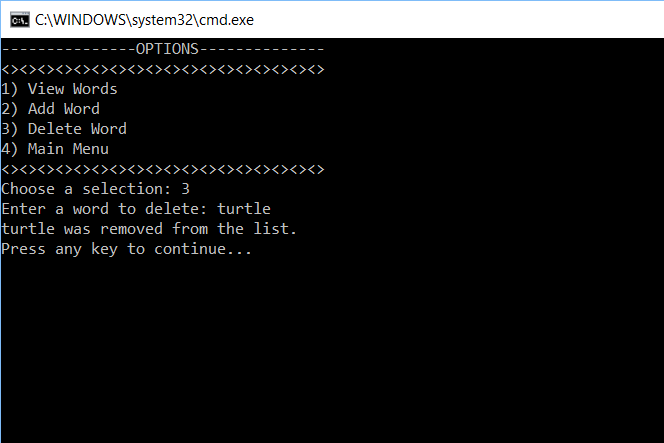 C:\WINDOWS\system32\cmd.exe
---------------OPTIONS--------------
<><><><><><><><><><><><><><><><><><>
1) View Words
2) Add Word
3) Delete Word
4) Main Menu
<><><><><><><><><><><><><><><><><><>
Choose a selection: 3
Enter a word to delete: turtle
turtle was removed from the list.
Press any key to continue...